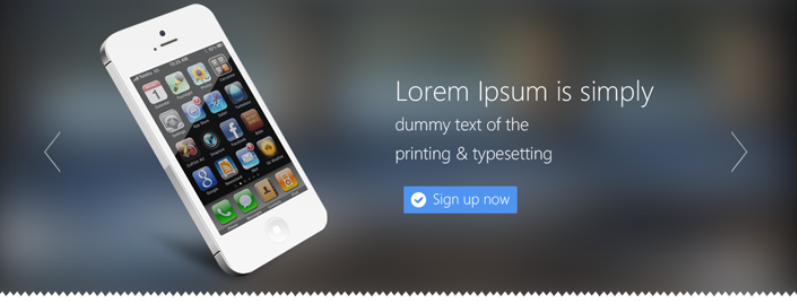 Lorem Ipsum is simply
dummy text of the
printing & typesetting
Sign up now